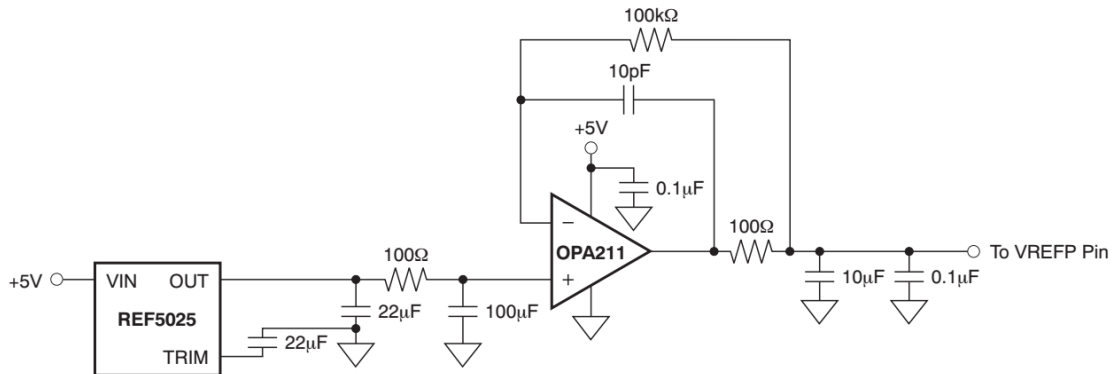 100kΩ
10pF
+5V
0.1μF
100Ω
OPA211
−
+
To VREFP Pin
10μF
0.1μF
100Ω
+5V
VIN
OUT
REF5025
TRIM
22μF
22μF
100μF